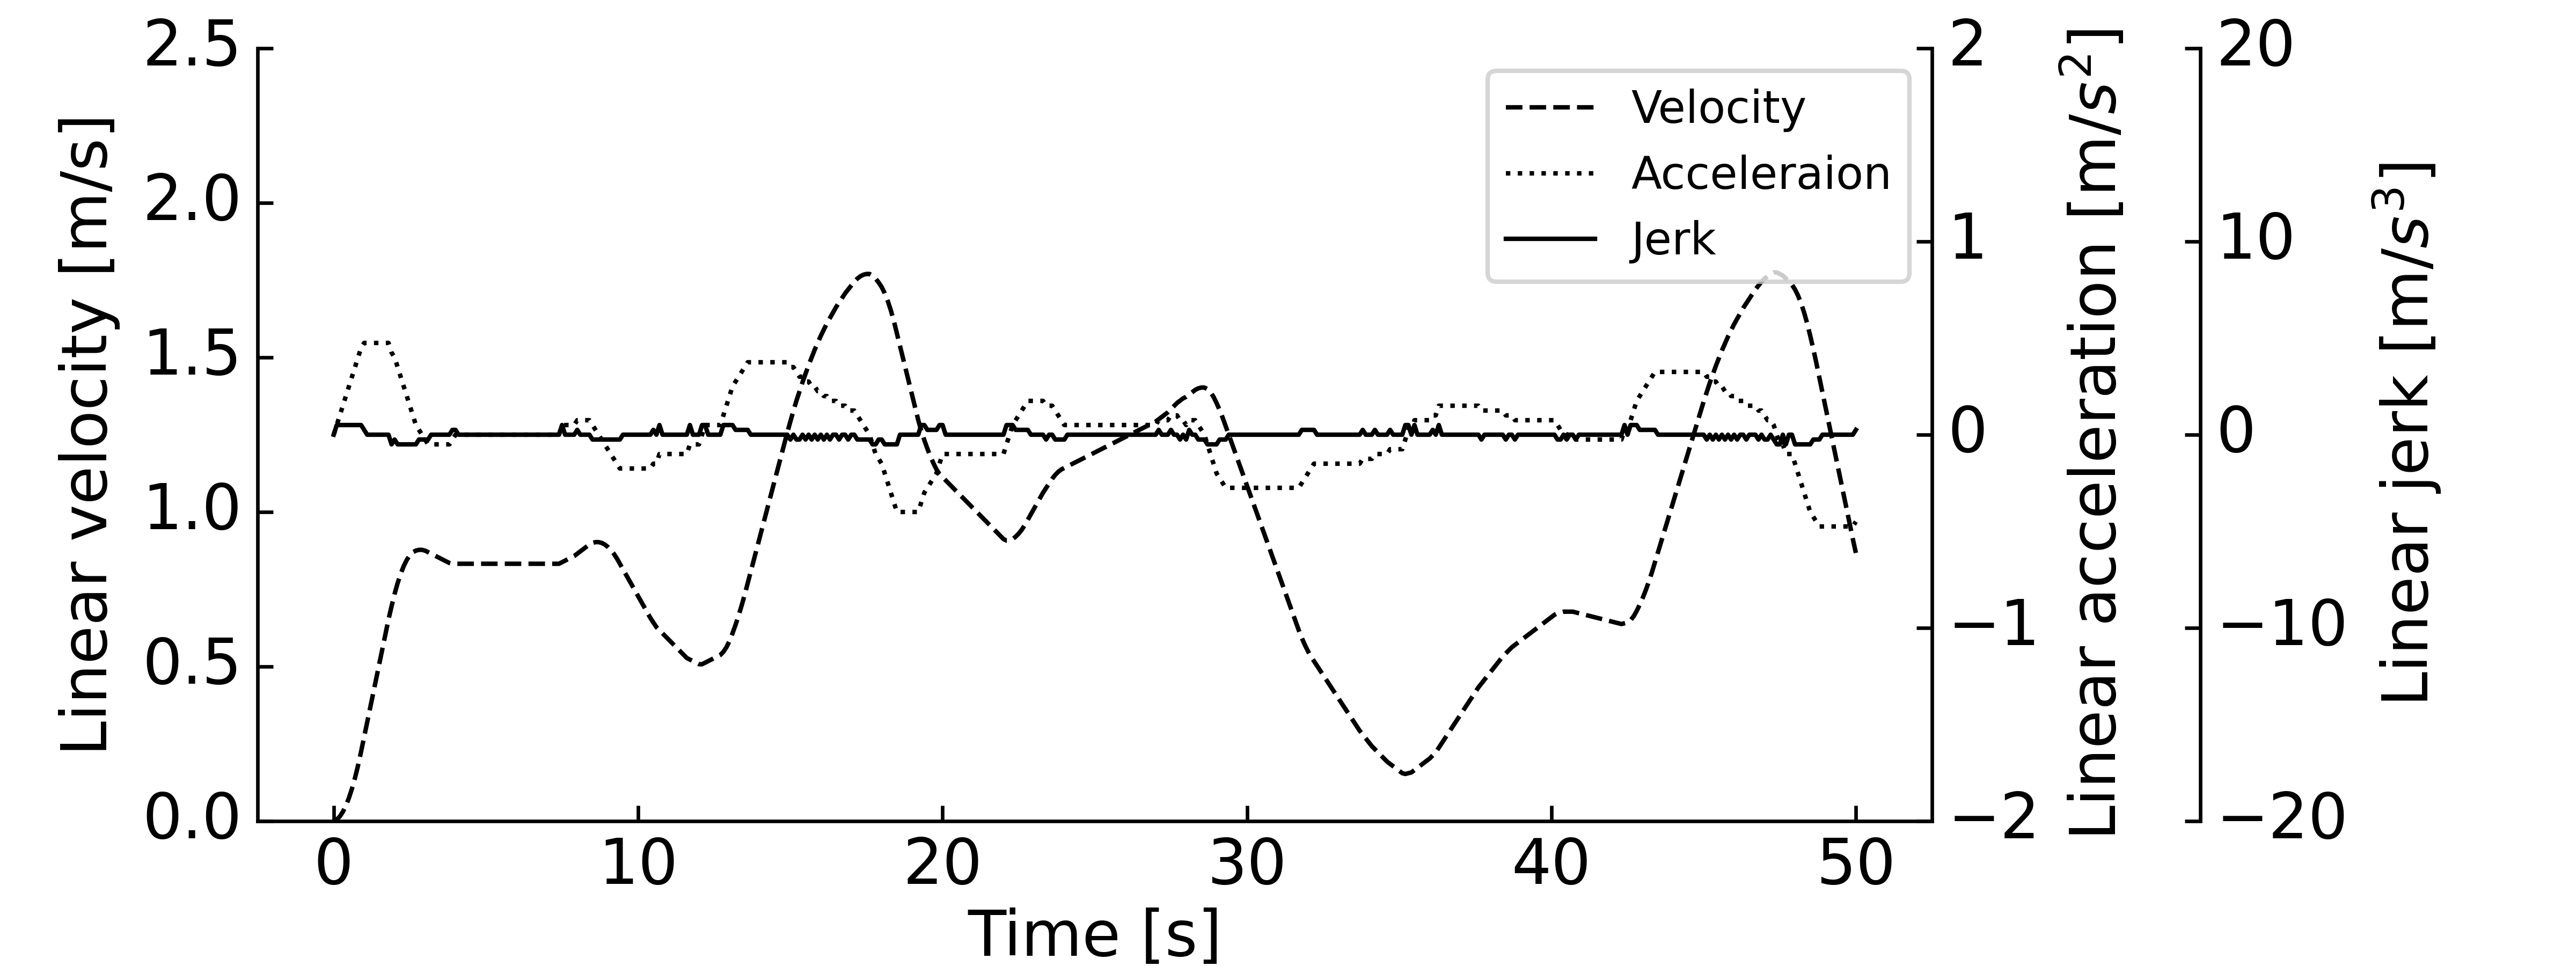 Linear velocity [m/s]
2.5
2.0
1.5
1.0
0.5
0.0
0 10 20 30 40 50
Time [s]
Velocity
Acceleraion
Jerk
2
1
0
−1
−2
Linear acceleration [m/s²]
20
10
0
−10
−20
Linear jerk [m/s³]